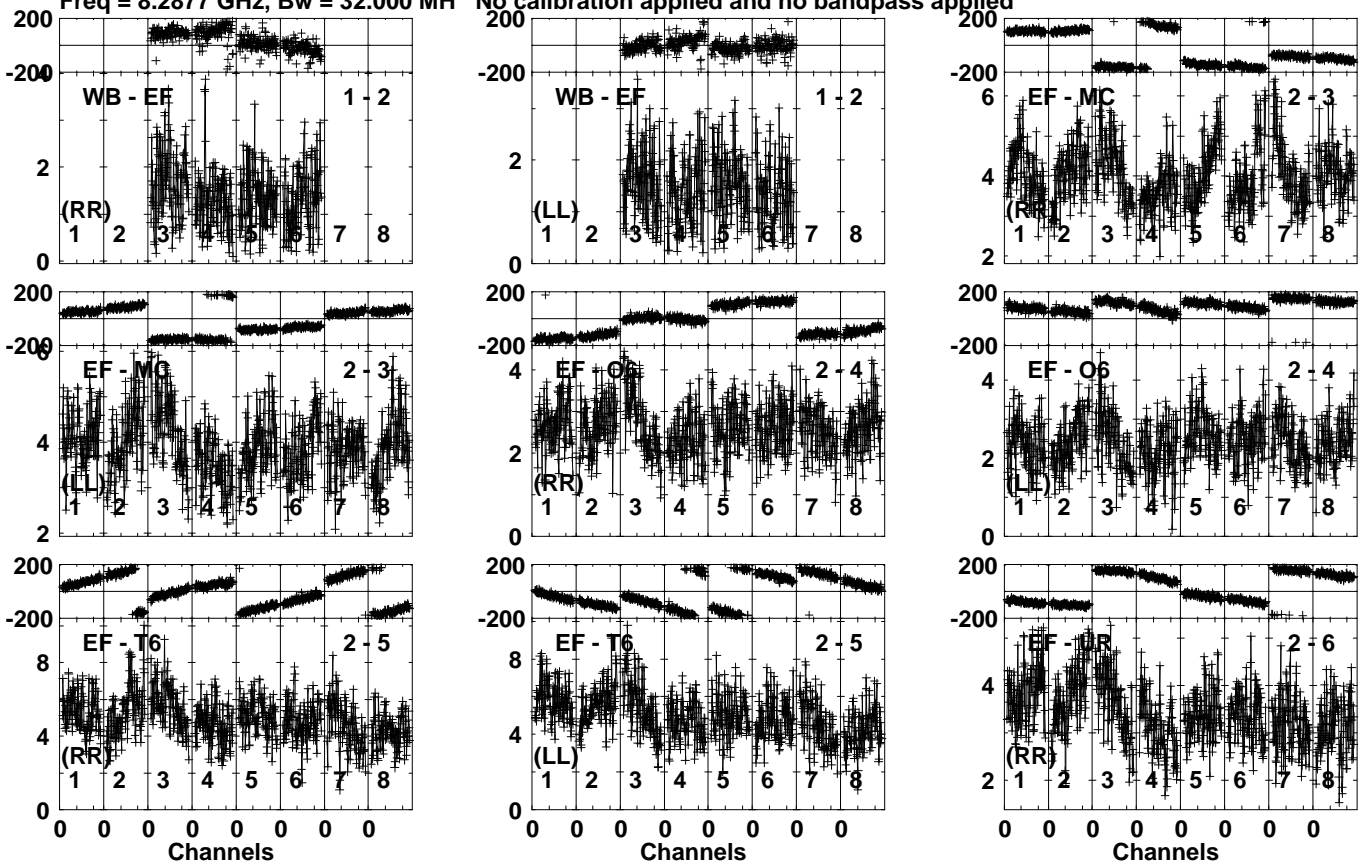 Freq = 8.2877 GHz, Bw = 32.000 MH No calibration applied and no bandpass applied
200
-200
4
2
0
WB - EF 1 - 2
(RR)
1 2 3 4 5 6 7 8
200
-200
2
0
WB - EF 1 - 2
(LL)
1 2 3 4 5 6 7 8
200
-200
6
4
2
EF - MC 2 - 3
(RR)
1 2 3 4 5 6 7 8
200
-200
6
4
2
EF - MC 2 - 3
(LL)
1 2 3 4 5 6 7 8
200
-200
4
2
0
EF - O6 2 - 4
(RR)
1 2 3 4 5 6 7 8
200
-200
4
2
0
EF - O6 2 - 4
(LL)
1 2 3 4 5 6 7 8
200
-200
8
4
0
EF - T6 2 - 5
(RR)
1 2 3 4 5 6 7 8
0 0 0 0 0 0 0 0
Channels
200
-200
8
4
0
EF - T6 2 - 5
(LL)
1 2 3 4 5 6 7 8
0 0 0 0 0 0 0 0
Channels
200
-200
4
2
EF - UR 2 - 6
(RR)
1 2 3 4 5 6 7 8
0 0 0 0 0 0 0 0
Channels